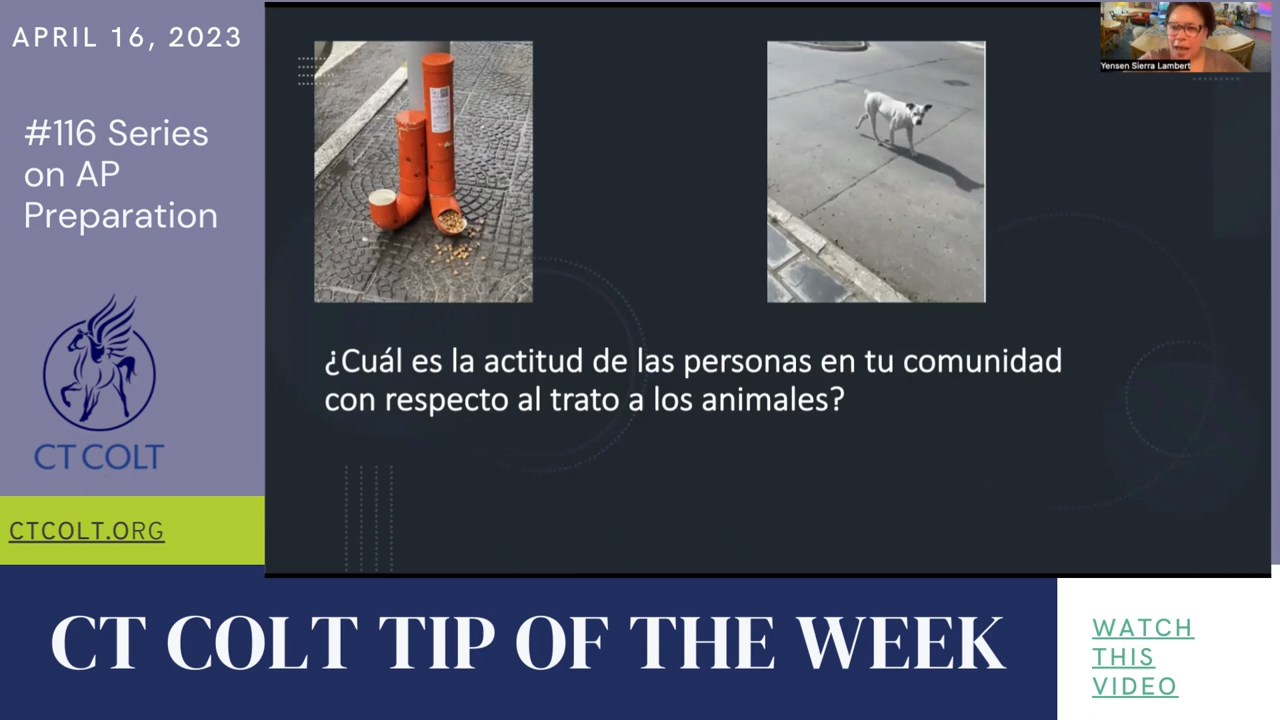 APRIL 16, 2023
#116 Series
on AP
Preparation
CT COLT
CTCOLT.ORG
Yensen Sierra Lambert
¿Cuál es la actitud de las personas en tu comunidad
con respecto al trato a los animales?
CT COLT TIP OF THE WEEK
WATCH
THIS
VIDEO